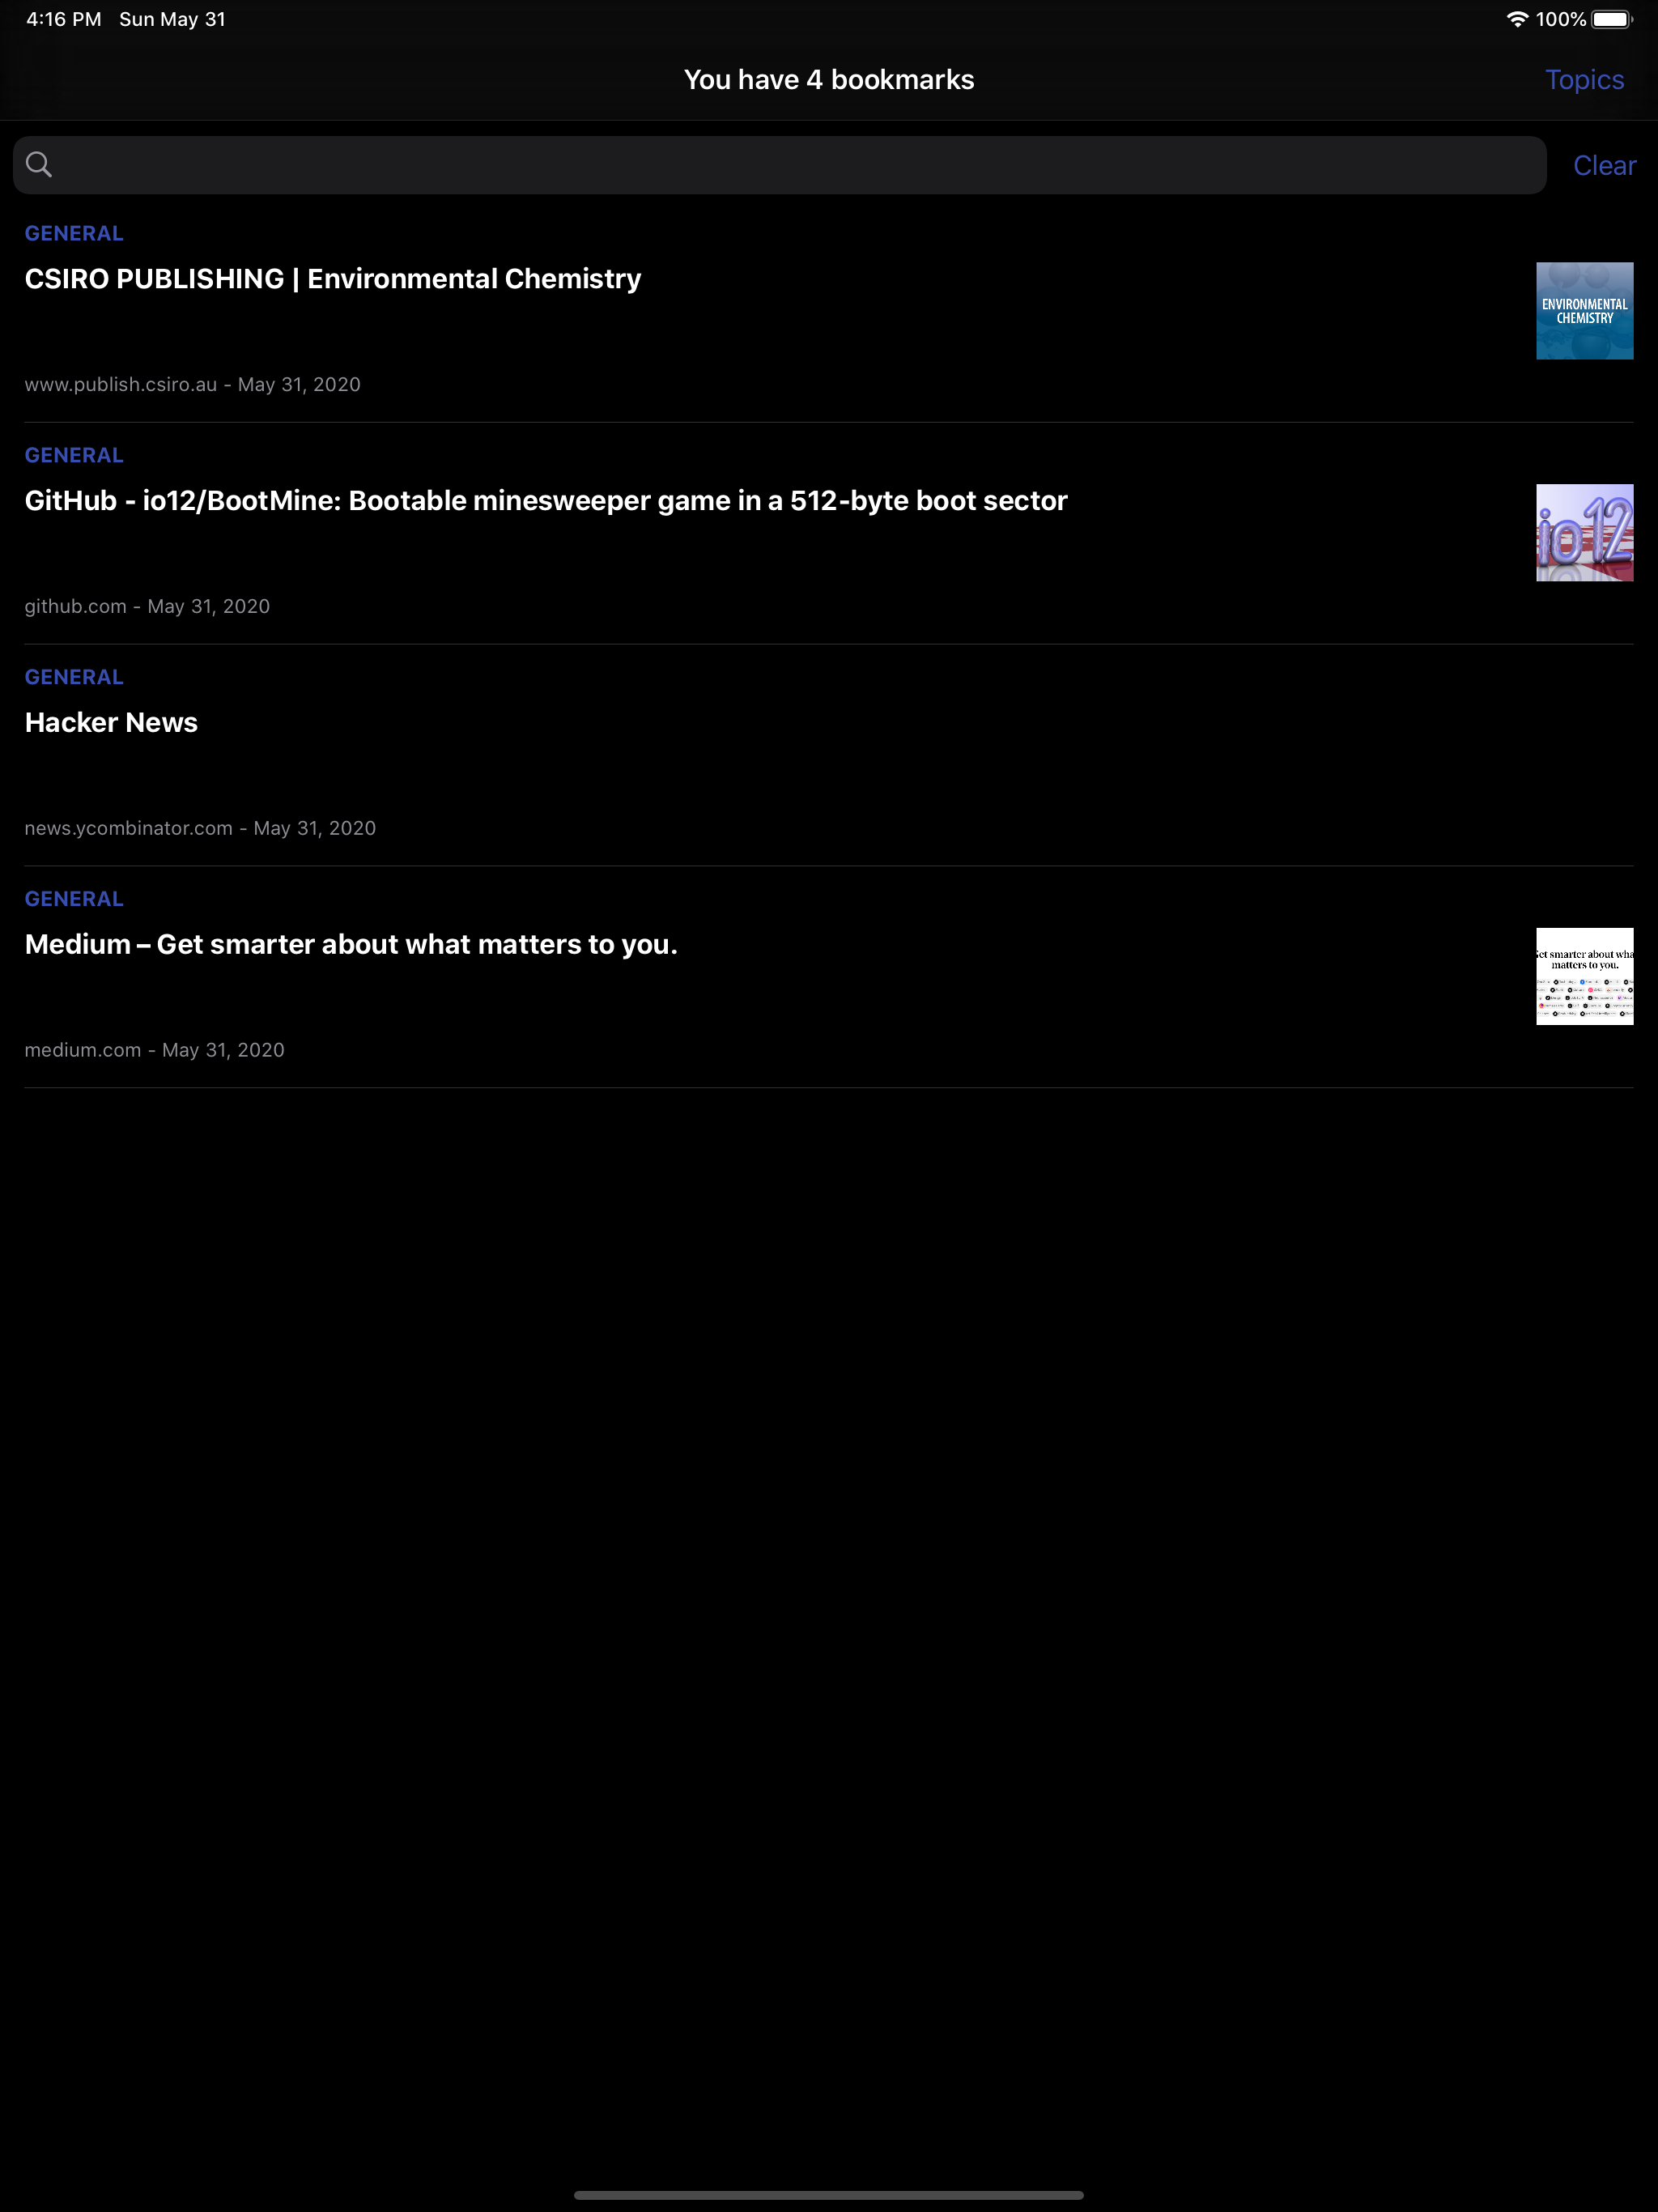 4:16 PM Sun May 31
100%
You have 4 bookmarks
Topics
Clear
GENERAL
CSIRO PUBLISHING | Environmental Chemistry
ENVIRONMENTAL
CHEMISTRY
www.publish.csiro.au - May 31, 2020
GENERAL
GitHub - io12/BootMine: Bootable minesweeper game in a 512-byte boot sector
io12
github.com - May 31, 2020
GENERAL
Hacker News
news.ycombinator.com - May 31, 2020
GENERAL
Medium – Get smarter about what matters to you.
et smarter about wha
matters to you.
medium.com - May 31, 2020